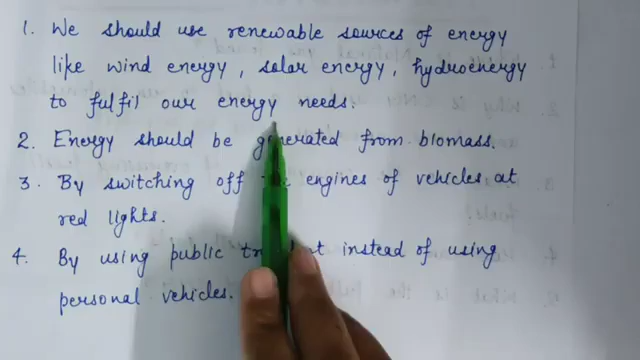 1. We should use renewable sources of energy
like wind energy, solar energy, hydroenergy
to fulfil our energy needs.
2. Energy should be generated from biomass.
3. By switching off the engines of vehicles at
red lights.
4. By using public transport instead of using
personal vehicles.